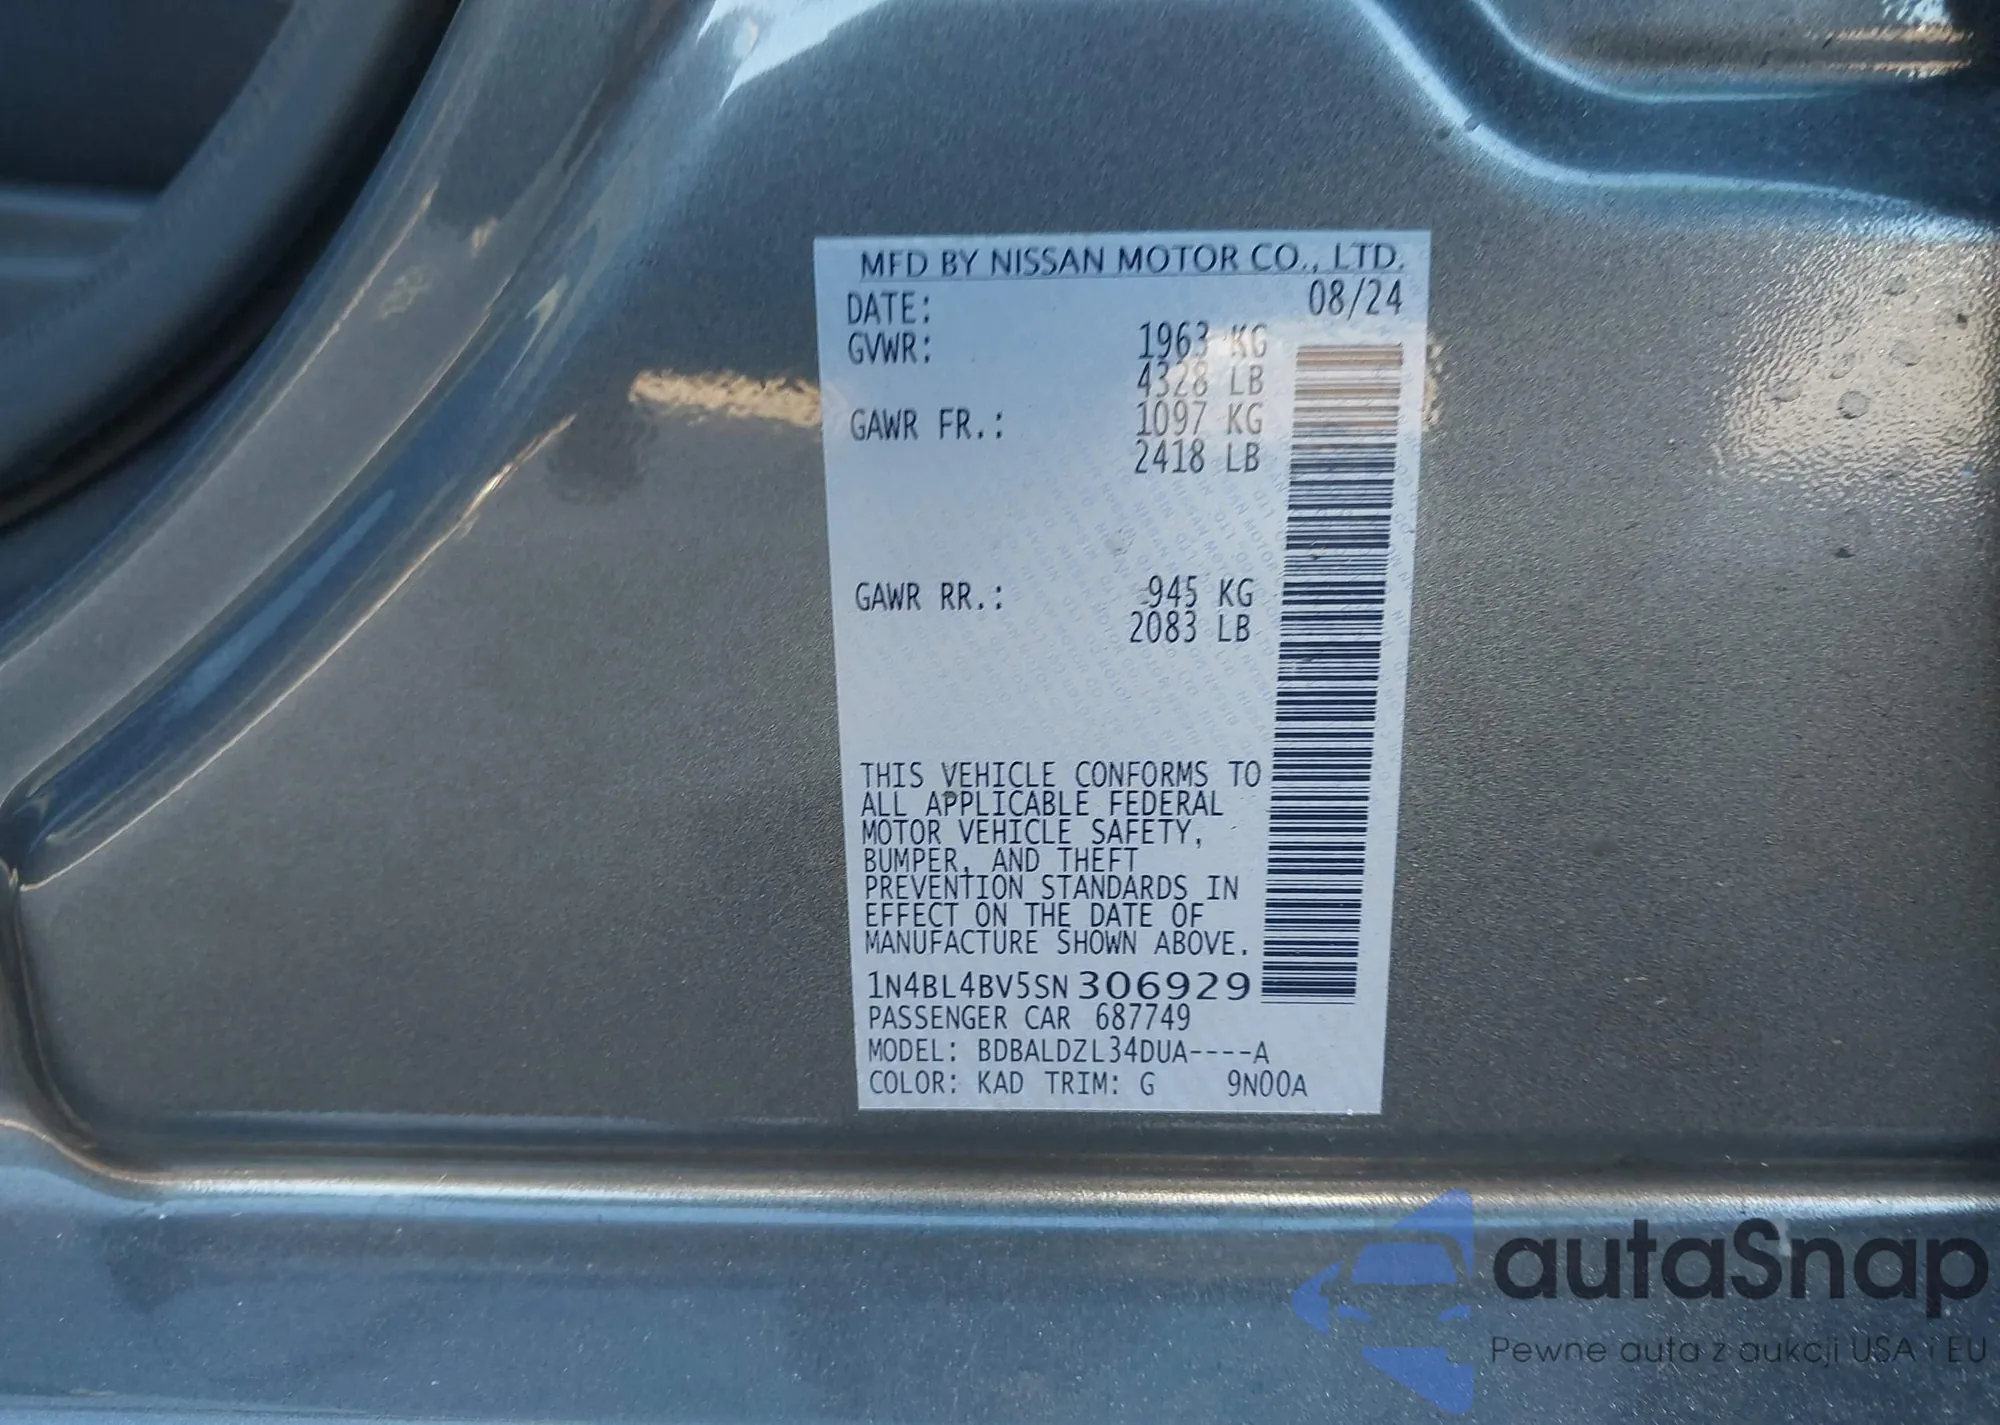 MFD BY NISSAN MOTOR CO., LTD.
DATE: 08/24
GVWR: 1963 KG
4328 LB
GAWR FR.: 1097 KG
2418 LB
GAWR RR.: 945 KG
2083 LB
THIS VEHICLE CONFORMS TO
ALL APPLICABLE FEDERAL
MOTOR VEHICLE SAFETY,
BUMPER, AND THEFT
PREVENTION STANDARDS IN
EFFECT ON THE DATE OF
MANUFACTURE SHOWN ABOVE.
1N4BL4BV5SN306929
PASSENGER CAR 687749
MODEL: BDBALDZL34DUA----A
COLOR: KAD TRIM: G 9N00A
autaSnap
Pewne auta z aukcji USA i EU